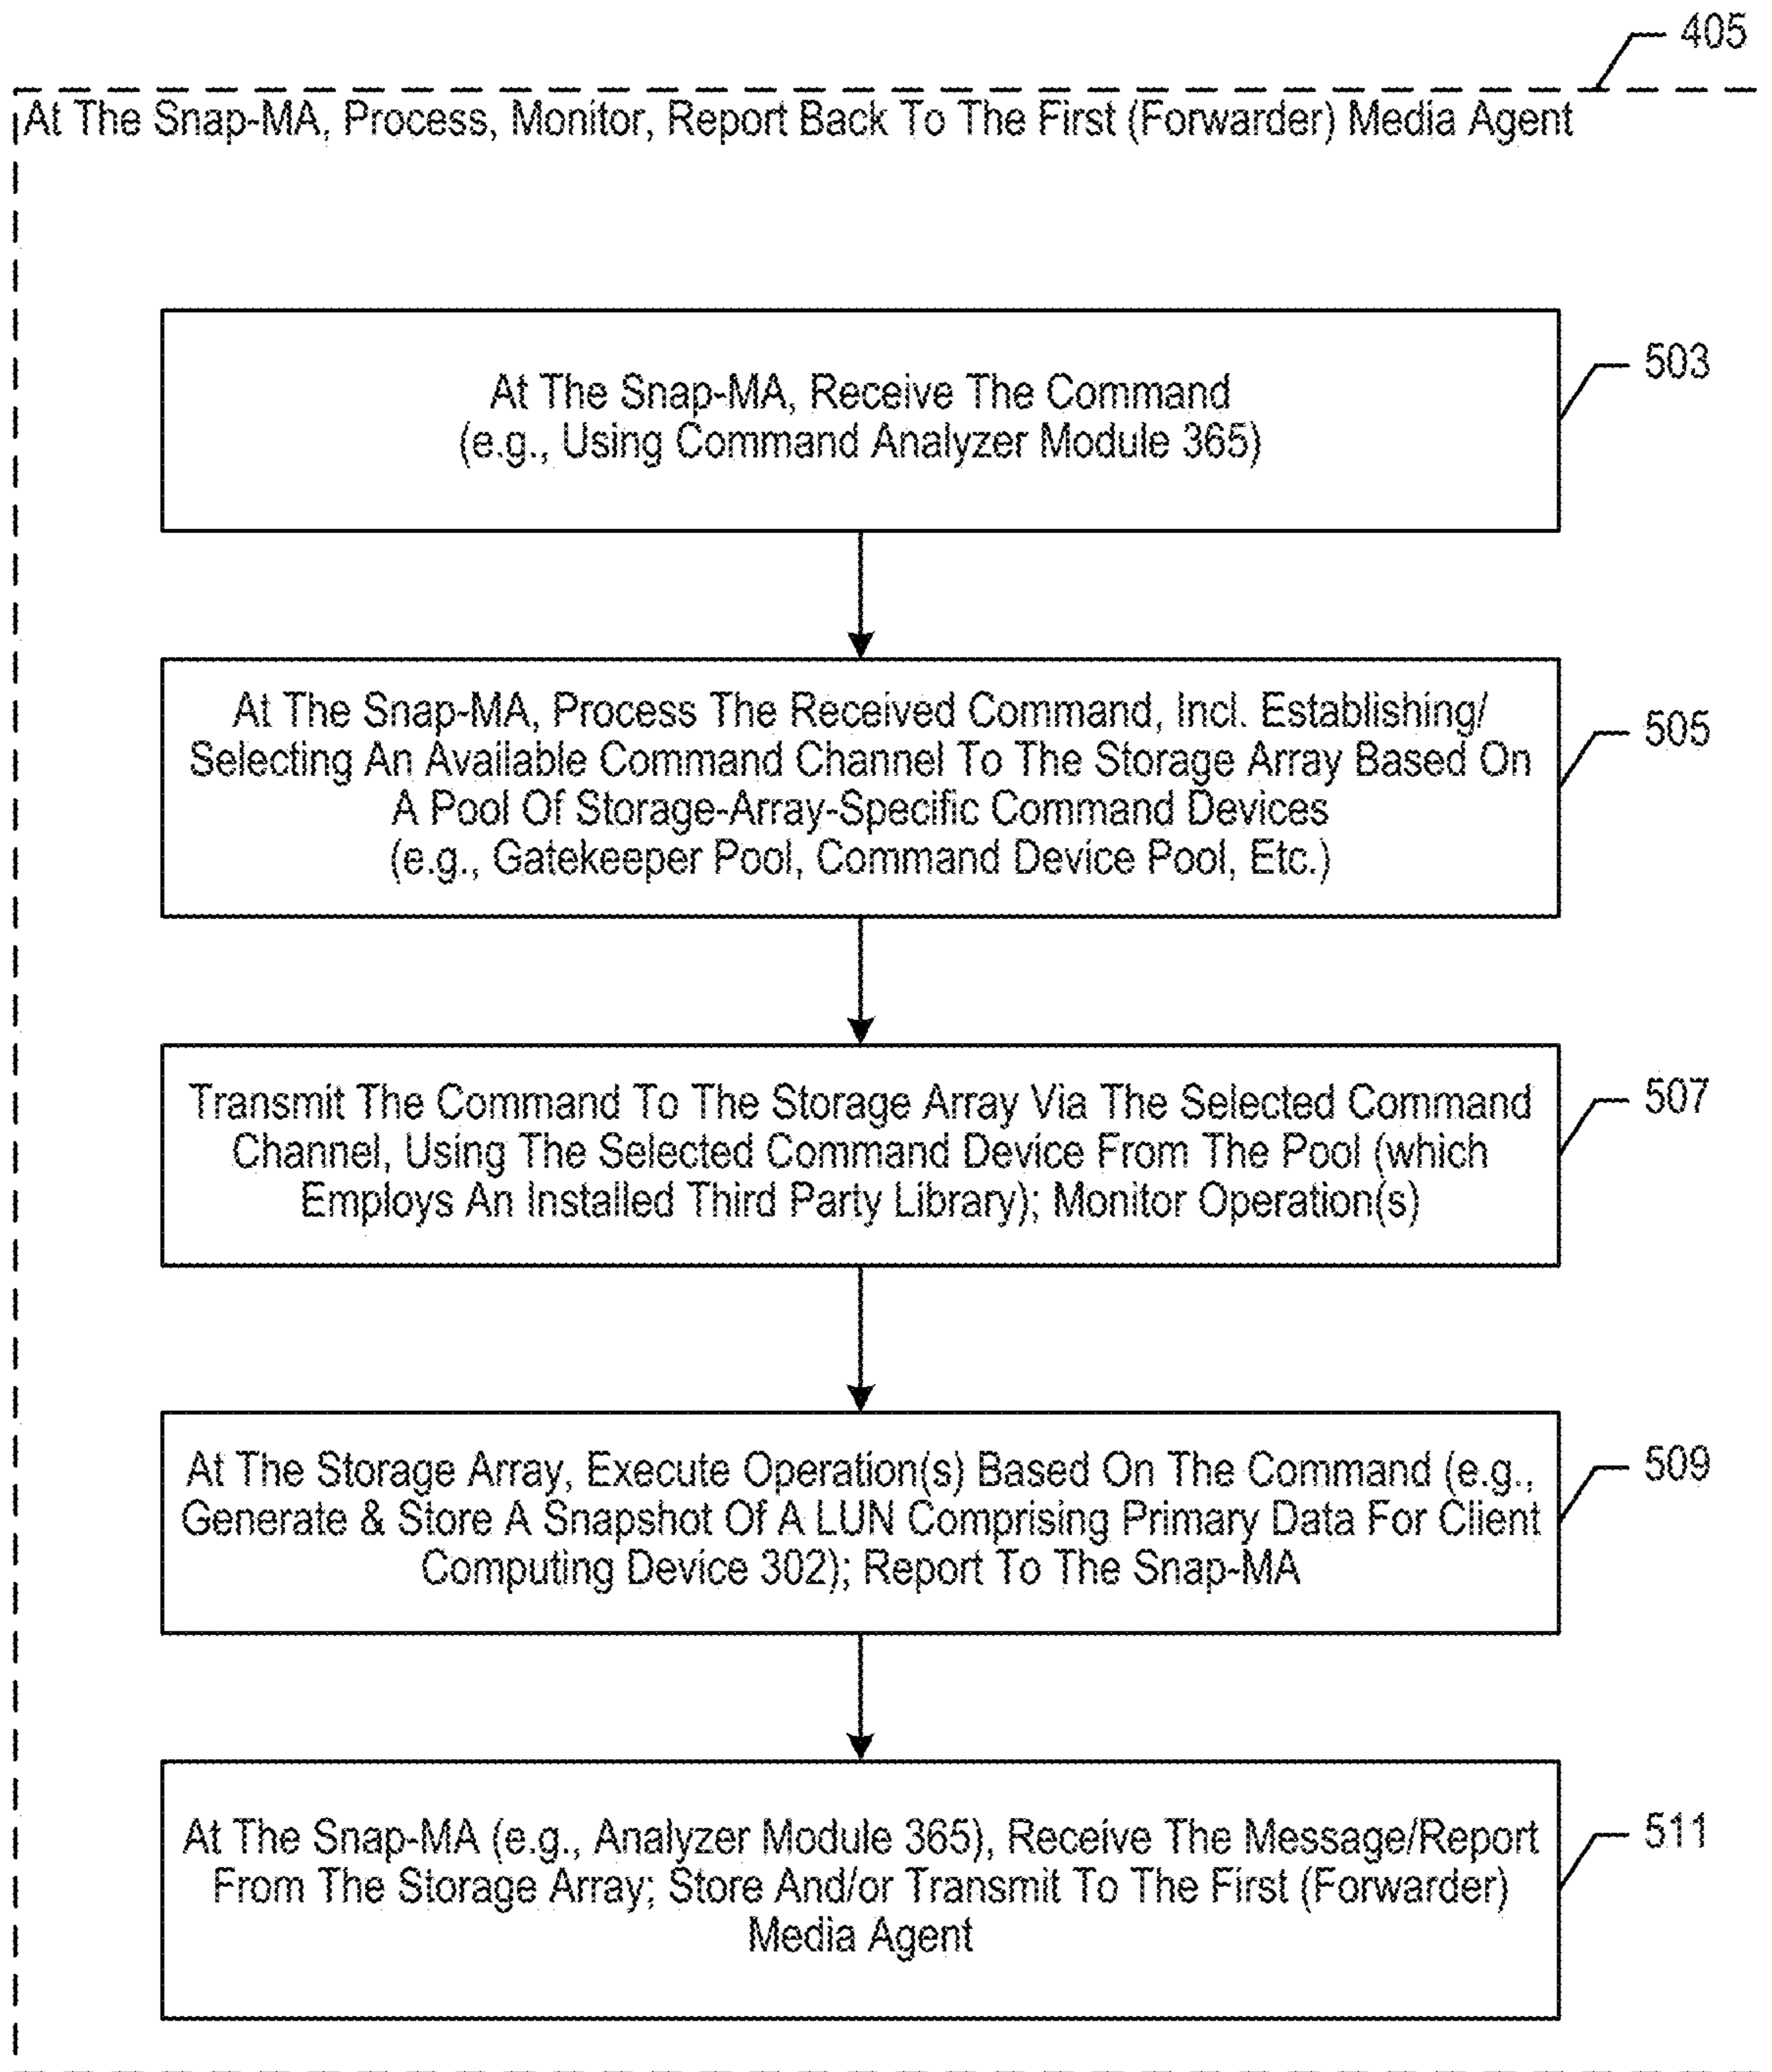 405
At The Snap-MA, Process, Monitor, Report Back To The First (Forwarder) Media Agent
At The Snap-MA, Receive The Command
(e.g., Using Command Analyzer Module 365)
503
At The Snap-MA, Process The Received Command, Incl. Establishing/
Selecting An Available Command Channel To The Storage Array Based On
A Pool Of Storage-Array-Specific Command Devices
(e.g., Gatekeeper Pool, Command Device Pool, Etc.)
505
Transmit The Command To The Storage Array Via The Selected Command
Channel, Using The Selected Command Device From The Pool (which
Employs An Installed Third Party Library); Monitor Operation(s)
507
At The Storage Array, Execute Operation(s) Based On The Command (e.g.,
Generate & Store A Snapshot Of A LUN Comprising Primary Data For Client
Computing Device 302); Report To The Snap-MA
509
At The Snap-MA (e.g., Analyzer Module 365), Receive The Message/Report
From The Storage Array; Store And/or Transmit To The First (Forwarder)
Media Agent
511